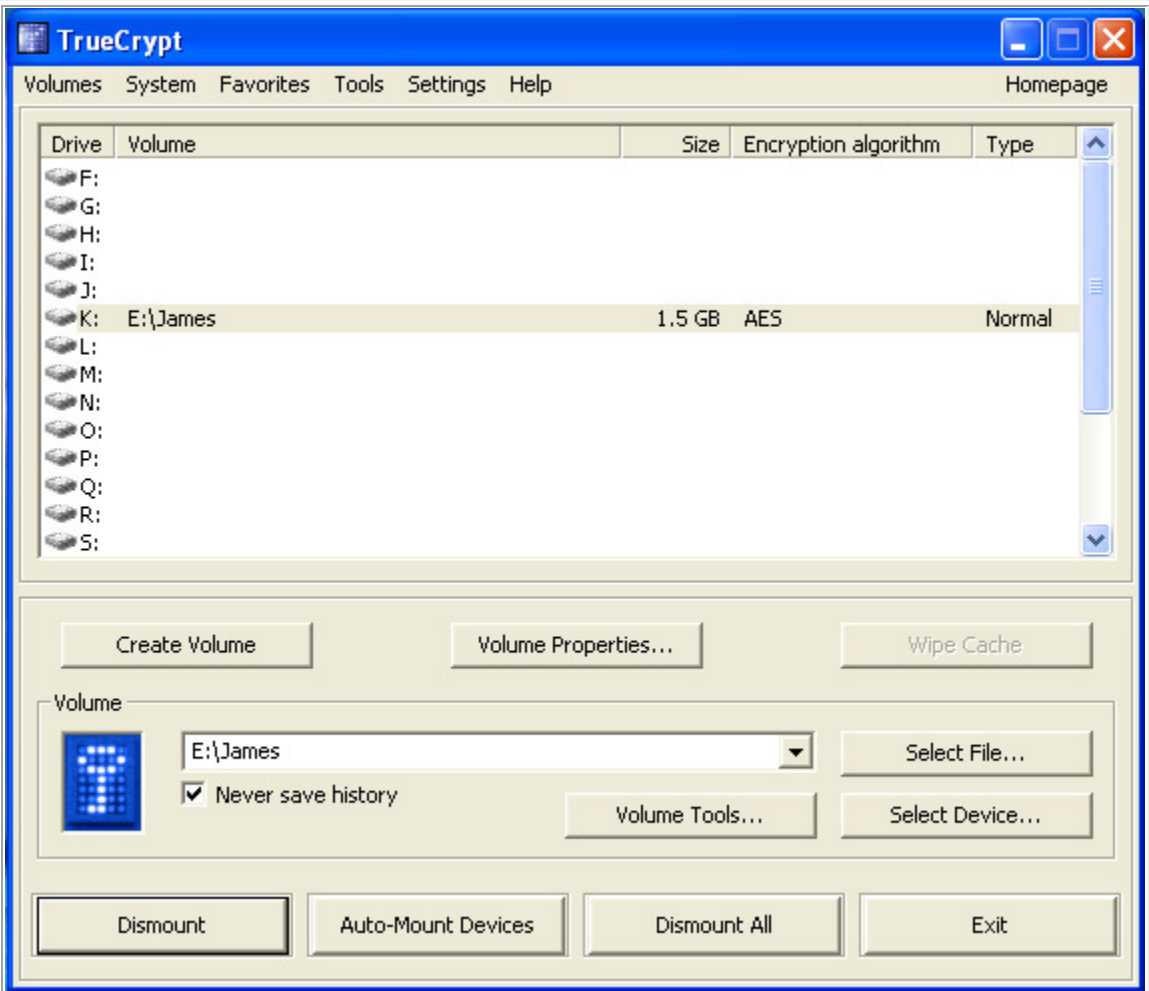 TrueCrypt
Volumes System Favorites Tools Settings Help Homepage
Drive Volume Size Encryption algorithm Type
F:
G:
H:
I:
J:
K: E:\James 1.5 GB AES Normal
L:
M:
N:
O:
P:
Q:
R:
S:
Create Volume Volume Properties... Wipe Cache
Volume
E:\James Select File...
Never save history
Volume Tools... Select Device...
Dismount Auto-Mount Devices Dismount All Exit